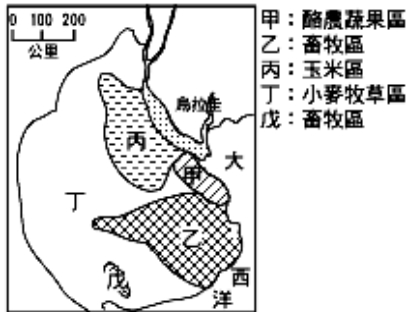 0 100 200
公里
烏拉圭
丙
甲
大
丁
乙
戊
西
洋
甲：酪農蔬果區
乙：畜牧區
丙：玉米區
丁：小麥牧草區
戊：畜牧區